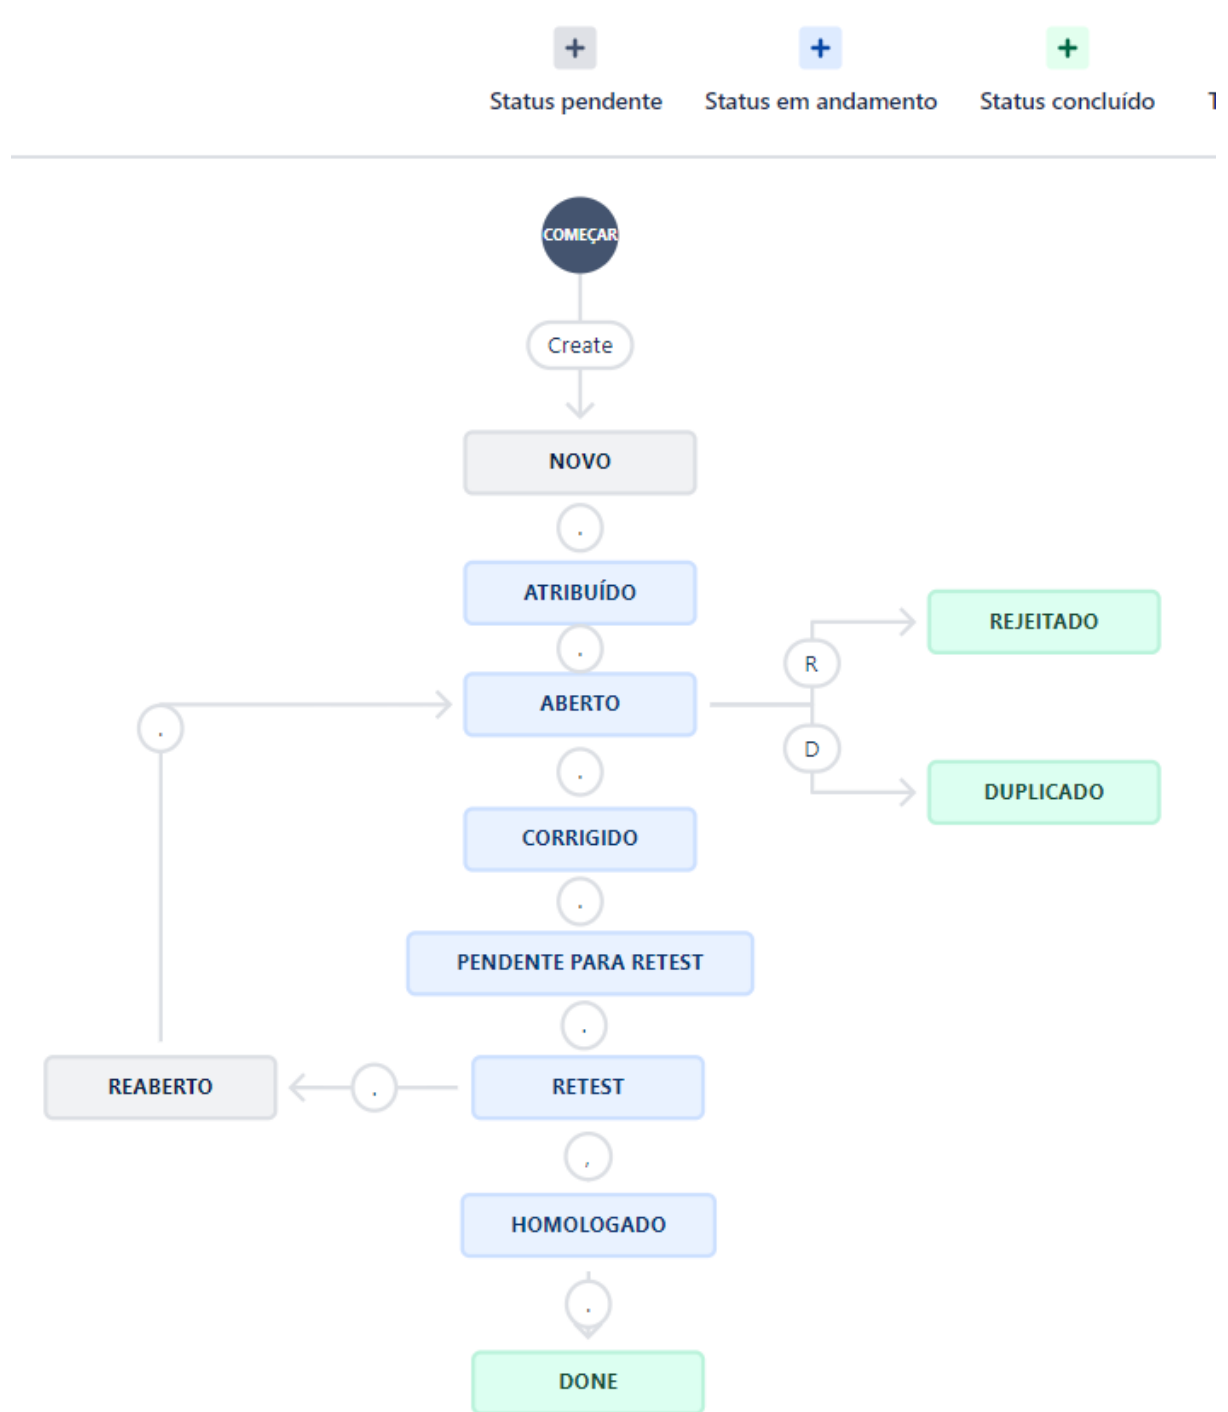 Status pendente
Status em andamento
Status concluído
T
COMEÇAR
Create
NOVO
.
ATRIBUÍDO
.
REJEITADO
R
ABERTO
.
D
.
DUPLICADO
CORRIGIDO
.
PENDENTE PARA RETEST
.
REABERTO
.
RETEST
,
HOMOLOGADO
.
DONE